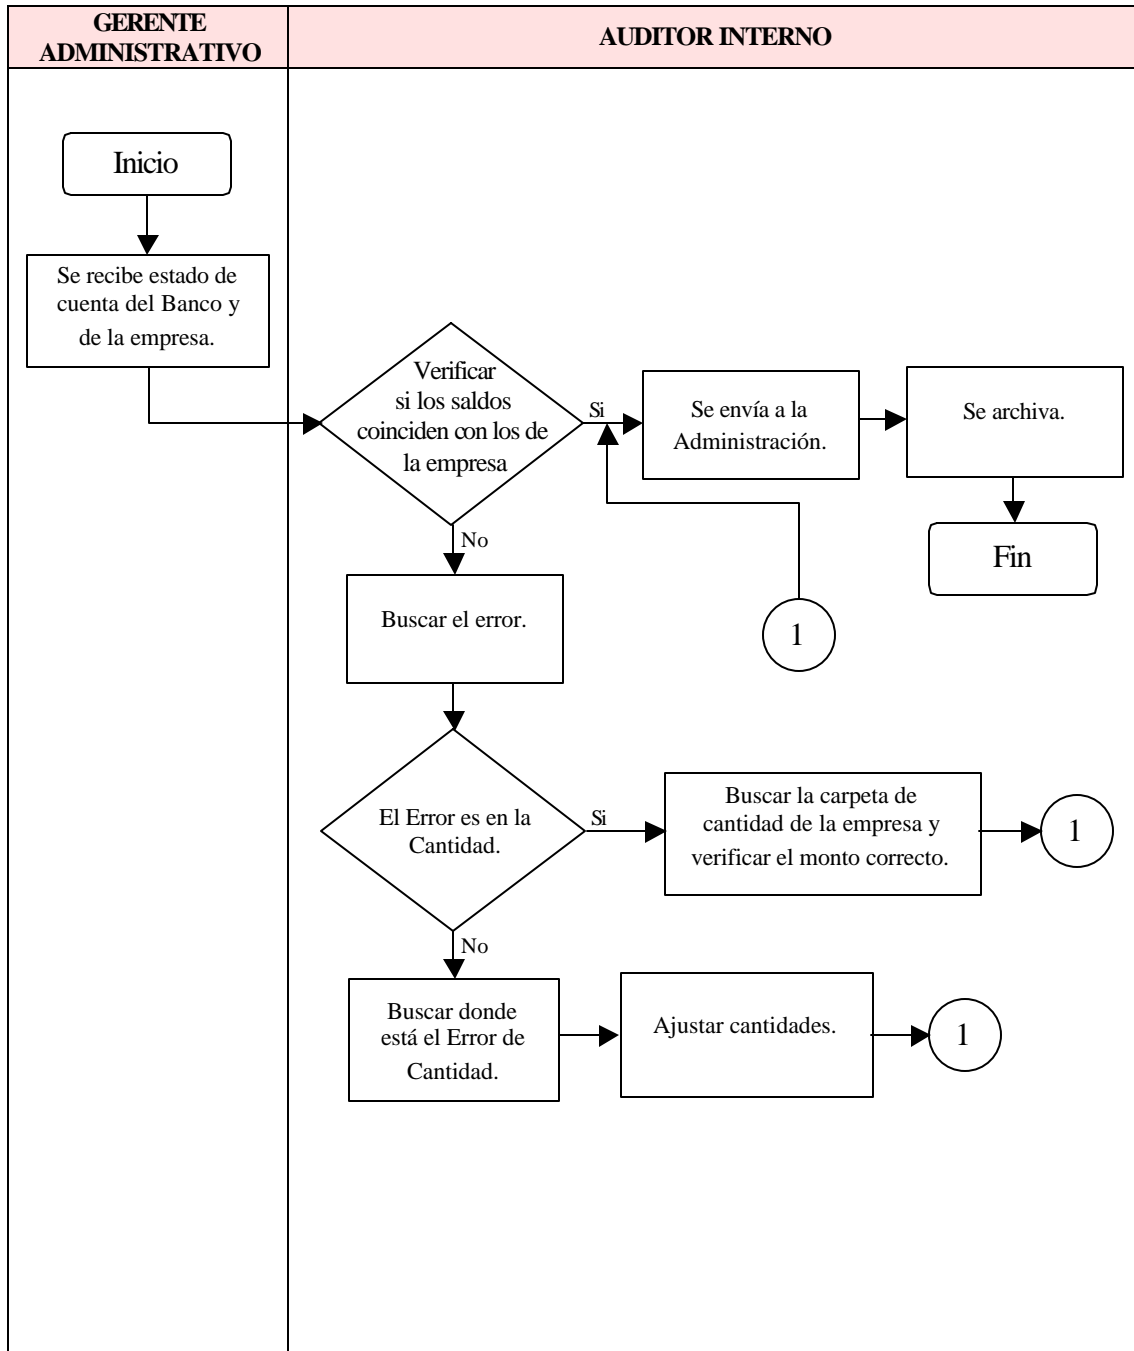 GERENTE
ADMINISTRATIVO
AUDITOR INTERNO
Inicio
Se recibe estado de
cuenta del Banco y
de la empresa.
Verificar
si los saldos
coinciden con los de
la empresa
Si
Se envía a la
Administración.
Se archiva.
Fin
No
Buscar el error.
1
El Error es en la
Cantidad.
Si
Buscar la carpeta de
cantidad de la empresa y
verificar el monto correcto.
1
No
Buscar donde
está el Error de
Cantidad.
Ajustar cantidades.
1